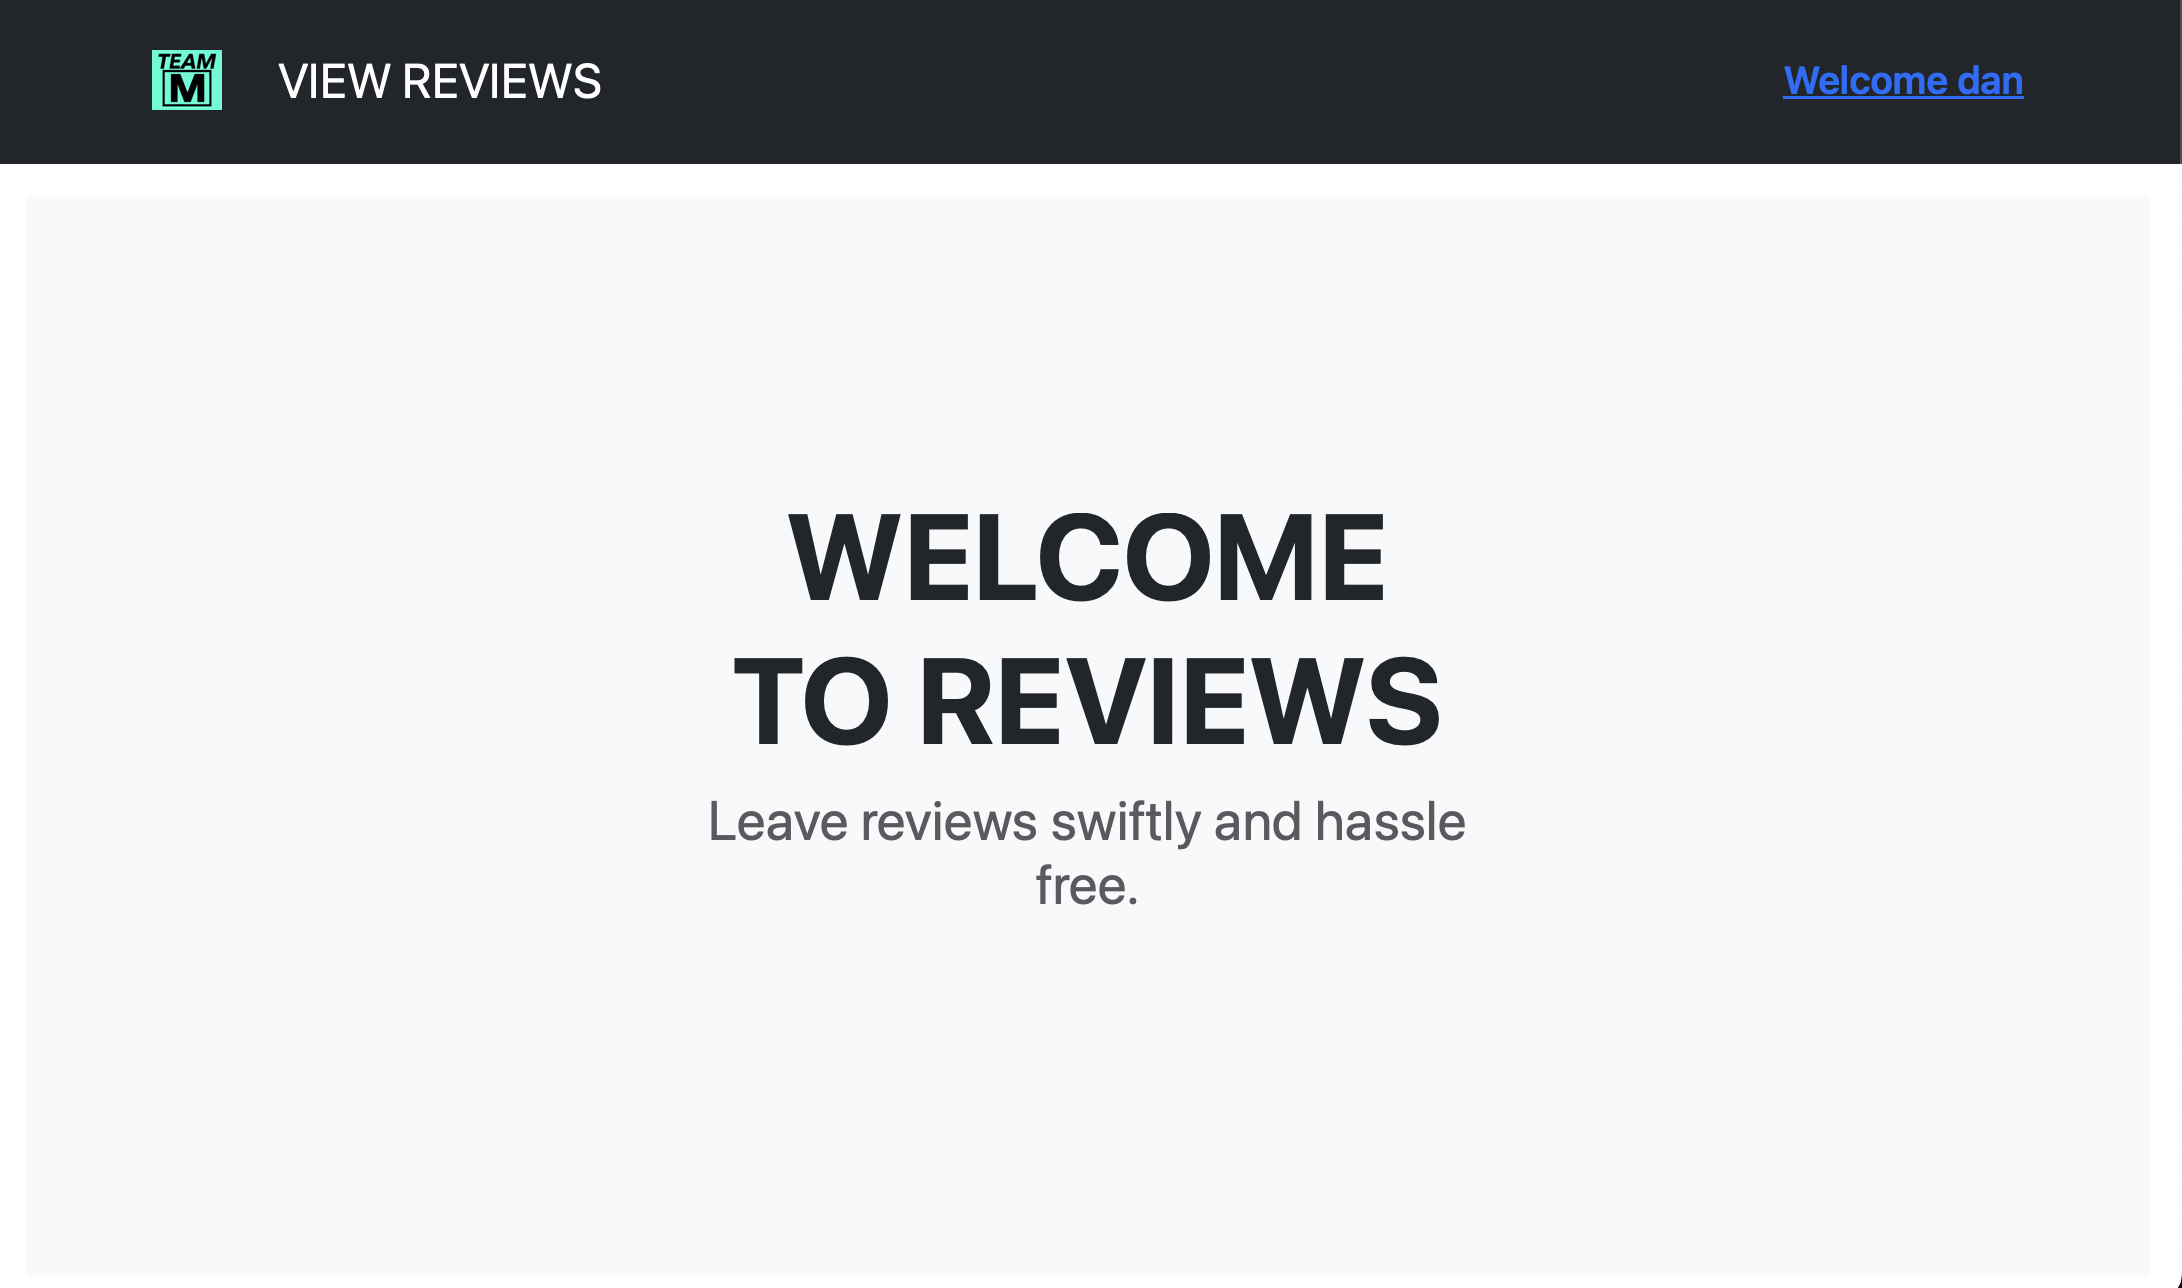 TEAM
M
VIEW REVIEWS
Welcome dan
WELCOME
TO REVIEWS
Leave reviews swiftly and hassle
free.